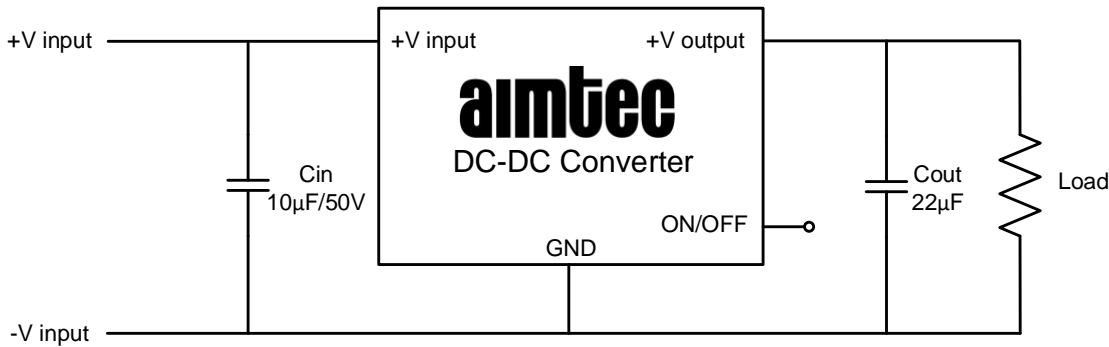 +V input
+V input
+V output
aimtec
DC-DC Converter
Cin
10µF/50V
Cout
22µF
Load
ON/OFF
GND
-V input